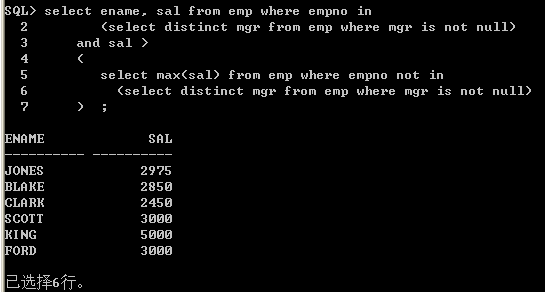 SQL> select ename, sal from emp where empno in
  2         (select distinct mgr from emp where mgr is not null)
  3      and sal >
  4      (
  5         select max(sal) from emp where empno not in
  6           (select distinct mgr from emp where mgr is not null)
  7      )  ;
ENAME             SAL
---------- ----------
JONES            2975
BLAKE            2850
CLARK            2450
SCOTT            3000
KING             5000
FORD             3000
已选择6行。